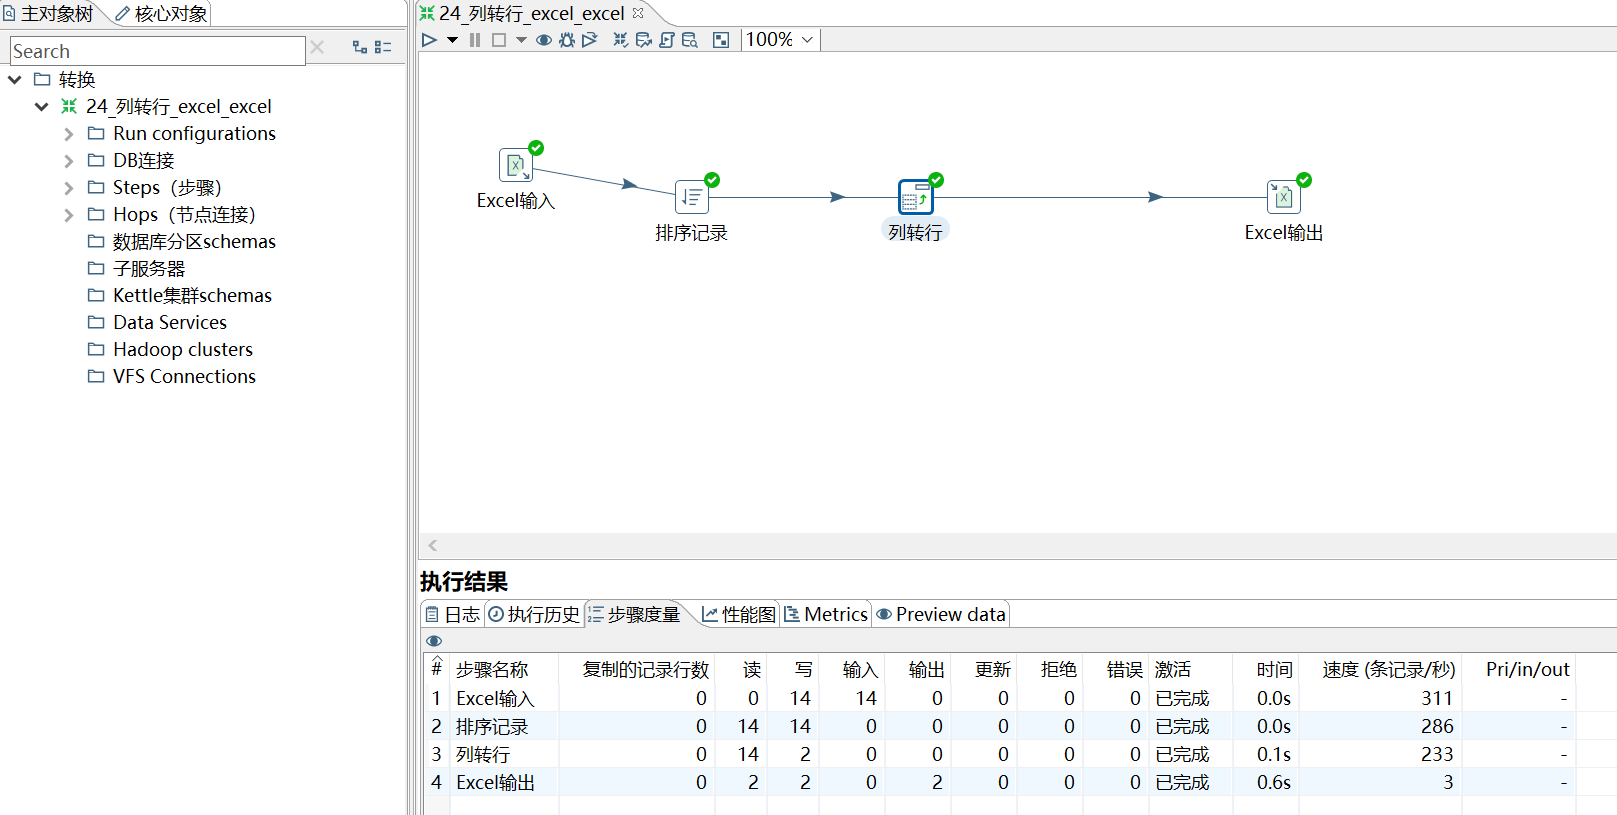 主对象树 核心对象
Search
转换
24_列转行_excel_excel
Run configurations
DB连接
Steps（步骤）
Hops（节点连接）
数据库分区schemas
子服务器
Kettle集群schemas
Data Services
Hadoop clusters
VFS Connections
24_列转行_excel_excel
100%
Excel输入
排序记录
列转行
Excel输出
执行结果
日志 执行历史 步骤度量 性能图 Metrics Preview data
# 步骤名称 复制的记录行数 读 写 输入 输出 更新 拒绝 错误 激活 时间 速度 (条记录/秒) Pri/in/out
1 Excel输入 0 0 14 14 0 0 0 0 已完成 0.0s 311 -
2 排序记录 0 14 14 0 0 0 0 0 已完成 0.0s 286 -
3 列转行 0 14 2 0 0 0 0 0 已完成 0.1s 233 -
4 Excel输出 0 2 2 0 2 0 0 0 已完成 0.6s 3 -